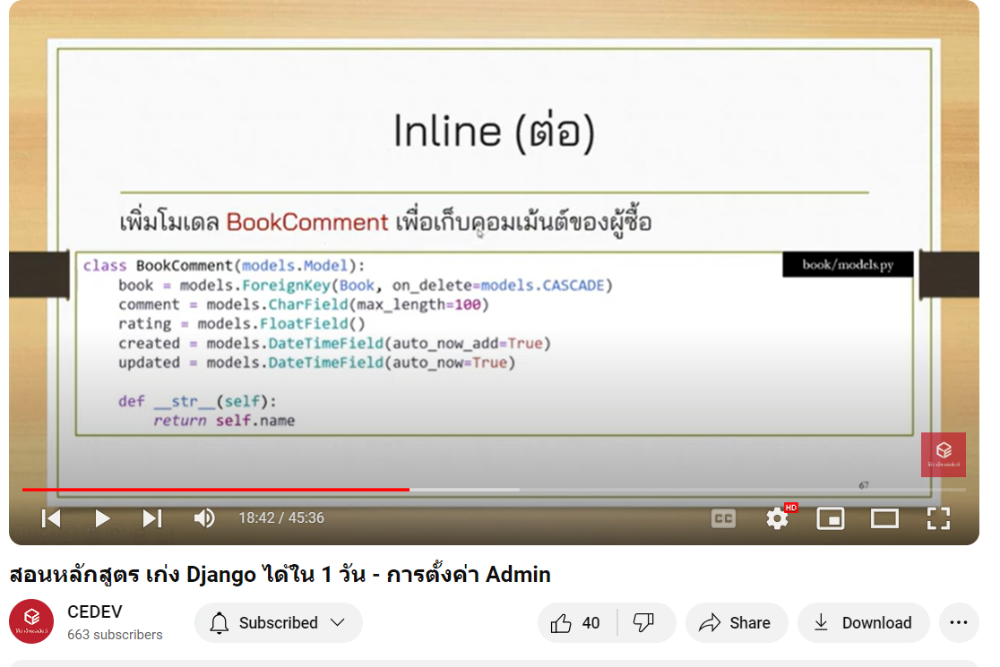 Inline (ต่อ)
เพิ่มโมเดล BookComment เพื่อเก็บคอมเม้นต์ของผู้ซื้อ
book/models.py
class BookComment(models.Model):
book = models.ForeignKey(Book, on_delete=models.CASCADE)
comment = models.CharField(max_length=100)
rating = models.FloatField()
created = models.DateTimeField(auto_now_add=True)
updated = models.DateTimeField(auto_now=True)
def __str__(self):
return self.name
67
18:42 / 45:36
CC
HD
สอนหลักสูตร เก่ง Django ได้ใน 1 วัน - การตั้งค่า Admin
CEDEV
663 subscribers
Subscribed
40
Share
Download